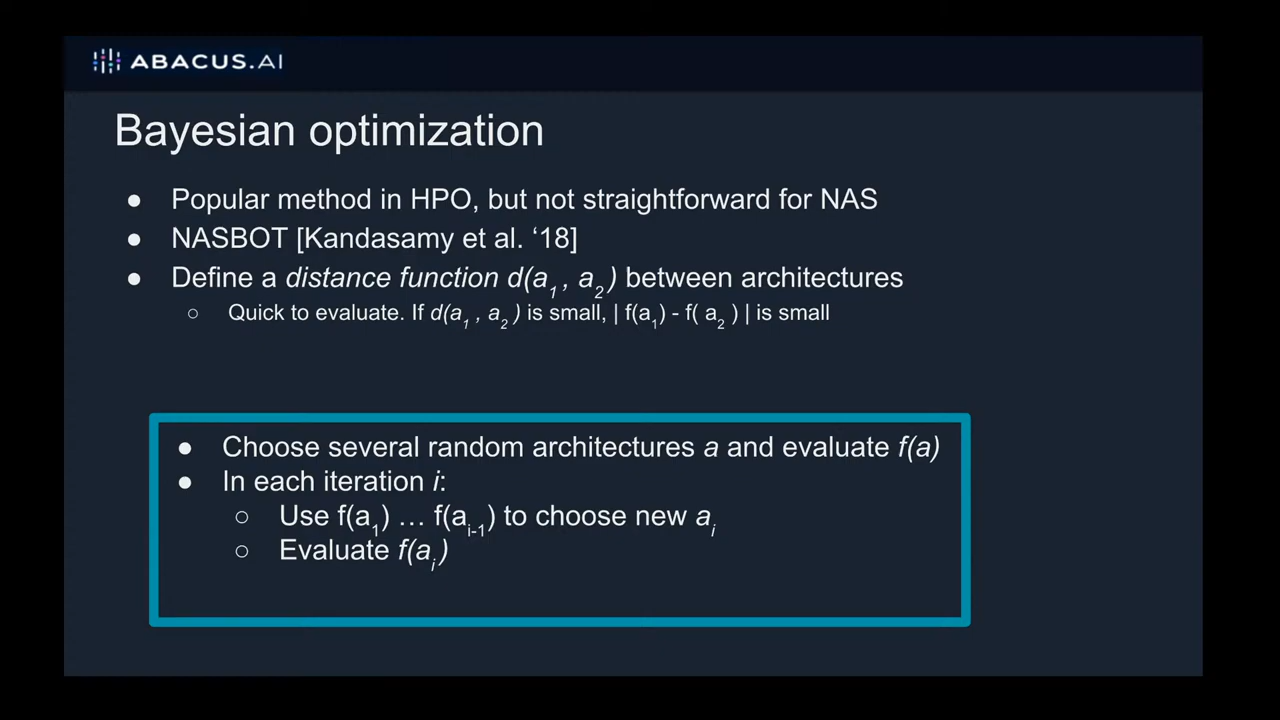 ABACUS.AI
Bayesian optimization
● Popular method in HPO, but not straightforward for NAS
● NASBOT [Kandasamy et al. ‘18]
● Define a distance function d(a₁ , a₂ ) between architectures
○ Quick to evaluate. If d(a₁ , a₂ ) is small, | f(a₁) - f( a₂ ) | is small
● Choose several random architectures a and evaluate f(a)
● In each iteration i:
○ Use f(a₁) … f(aᵢ₋₁) to choose new aᵢ
○ Evaluate f(aᵢ)